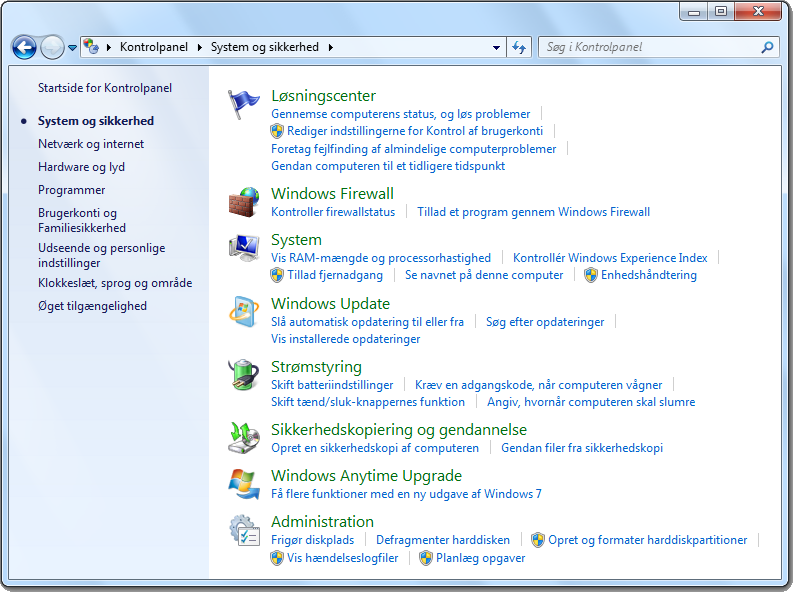 Kontrolpanel System og sikkerhed
Søg i Kontrolpanel
Startside for Kontrolpanel
System og sikkerhed
Netværk og internet
Hardware og lyd
Programmer
Brugerkonti og
Familiesikkerhed
Udseende og personlige
indstillinger
Klokkeslæt, sprog og område
Øget tilgængelighed
Løsningscenter
Gennemse computerens status, og løs problemer
Rediger indstillingerne for Kontrol af brugerkonti
Foretag fejlfinding af almindelige computerproblemer
Gendan computeren til et tidligere tidspunkt
Windows Firewall
Kontroller firewallstatus Tillad et program gennem Windows Firewall
System
Vis RAM-mængde og processorhastighed Kontrollér Windows Experience Index
Tillad fjernadgang Se navnet på denne computer Enhedshåndtering
Windows Update
Slå automatisk opdatering til eller fra Søg efter opdateringer
Vis installerede opdateringer
Strømstyring
Skift batteriindstillinger Kræv en adgangskode, når computeren vågner
Skift tænd/sluk-knappernes funktion Angiv, hvornår computeren skal slumre
Sikkerhedskopiering og gendannelse
Opret en sikkerhedskopi af computeren Gendan filer fra sikkerhedskopi
Windows Anytime Upgrade
Få flere funktioner med en ny udgave af Windows 7
Administration
Frigør diskplads Defragmenter harddisken Opret og formater harddiskpartitioner
Vis hændelseslogfiler Planlæg opgaver